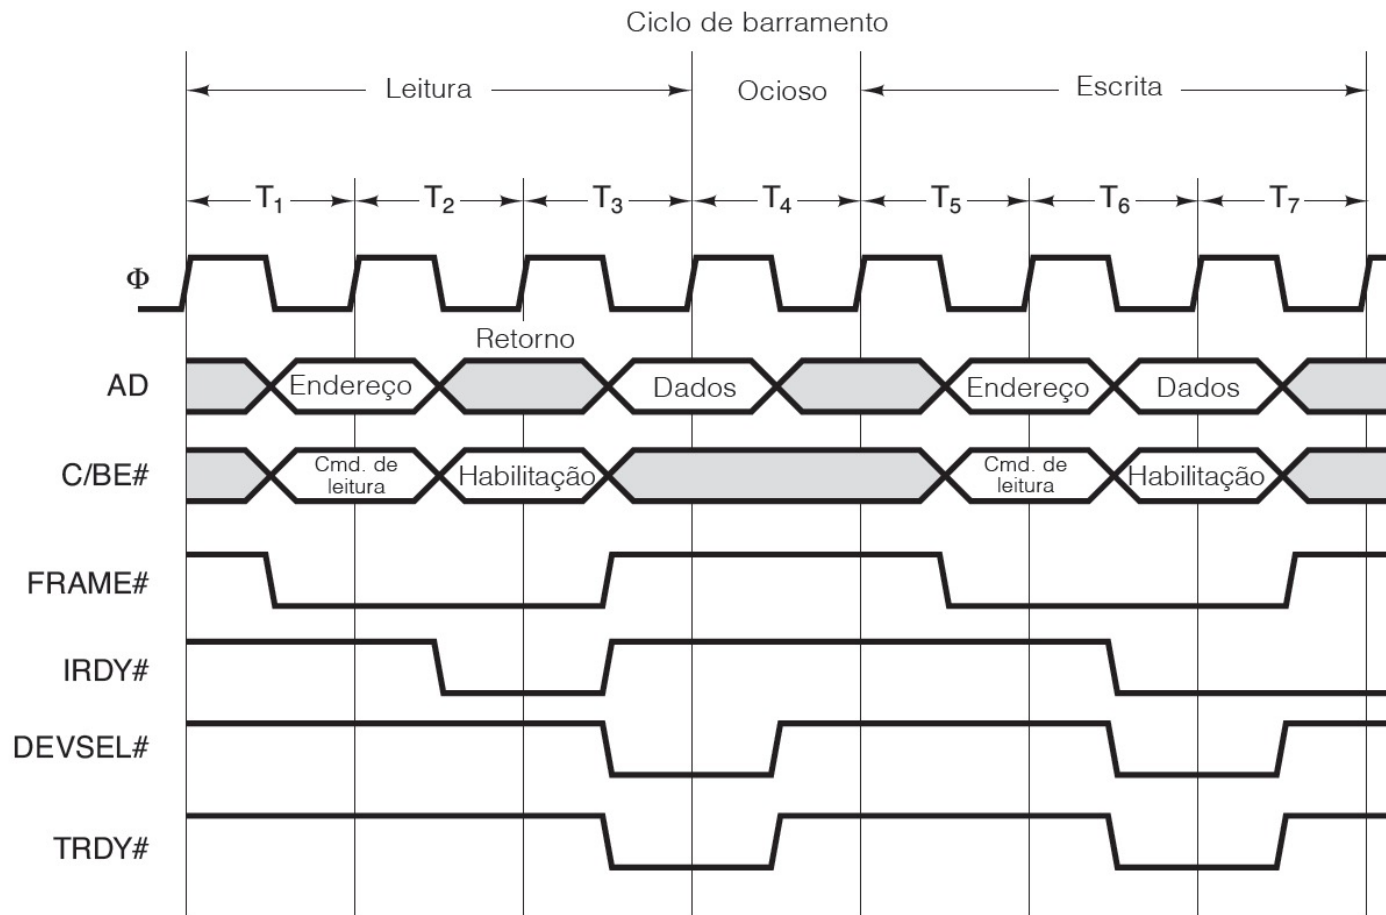 Ciclo de barramento
Leitura
Ocioso
Escrita
T1 T2 T3 T4 T5 T6 T7
Φ
Retorno
AD Endereço Dados Endereço Dados
C/BE# Cmd. de leitura Habilitação Cmd. de leitura Habilitação
FRAME#
IRDY#
DEVSEL#
TRDY#